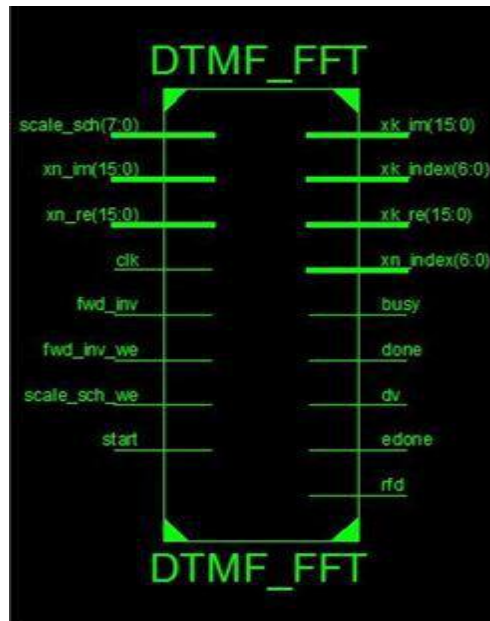 DTMF_FFT
scale_sch(7:0)
xn_im(15:0)
xn_re(15:0)
clk
fwd_inv
fwd_inv_we
scale_sch_we
start
xk_im(15:0)
xk_index(6:0)
xk_re(15:0)
xn_index(6:0)
busy
done
dv
edone
rfd
DTMF_FFT